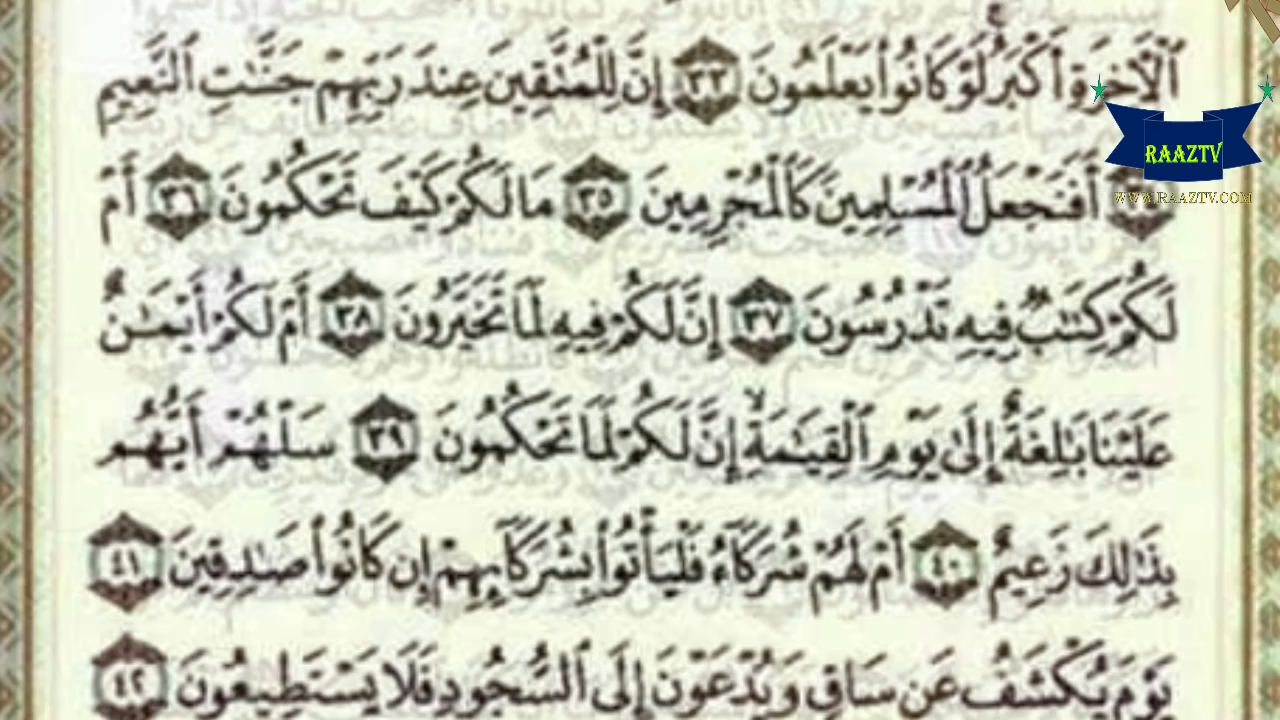 ٱلْأَخِرَةِ أَكْبَرُ لَوْ كَانُوا۟ يَعْلَمُونَ ٣٣ إِنَّ لِلْمُتَّقِينَ عِندَ رَبِّهِمْ جَنَّـٰتِ ٱلنَّعِيمِ
٣٤ أَفَنَجْعَلُ ٱلْمُسْلِمِينَ كَٱلْمُجْرِمِينَ ٣٥ مَا لَكُمْ كَيْفَ تَحْكُمُونَ ٣٦ أَمْ
لَكُمْ كِتَـٰبٌ فِيهِ تَدْرُسُونَ ٣٧ إِنَّ لَكُمْ فِيهِ لَمَا تَخَيَّرُونَ ٣٨ أَمْ لَكُمْ أَيْمَـٰنٌ
عَلَيْنَا بَـٰلِغَةٌ إِلَىٰ يَوْمِ ٱلْقِيَـٰمَةِ ۙ إِنَّ لَكُمْ لَمَا تَحْكُمُونَ ٣٩ سَلْهُمْ أَيُّهُم
بِذَٰلِكَ زَعِيمٌ ٤٠ أَمْ لَهُمْ شُرَكَآءُ فَلْيَأْتُوا۟ بِشُرَكَآئِهِمْ إِن كَانُوا۟ صَـٰدِقِينَ ٤١
يَوْمَ يُكْشَفُ عَن سَاقٍ وَيُدْعَوْنَ إِلَى ٱلسُّجُودِ فَلَا يَسْتَطِيعُونَ ٤٢
RAAZTV
WWW.RAAZTV.COM